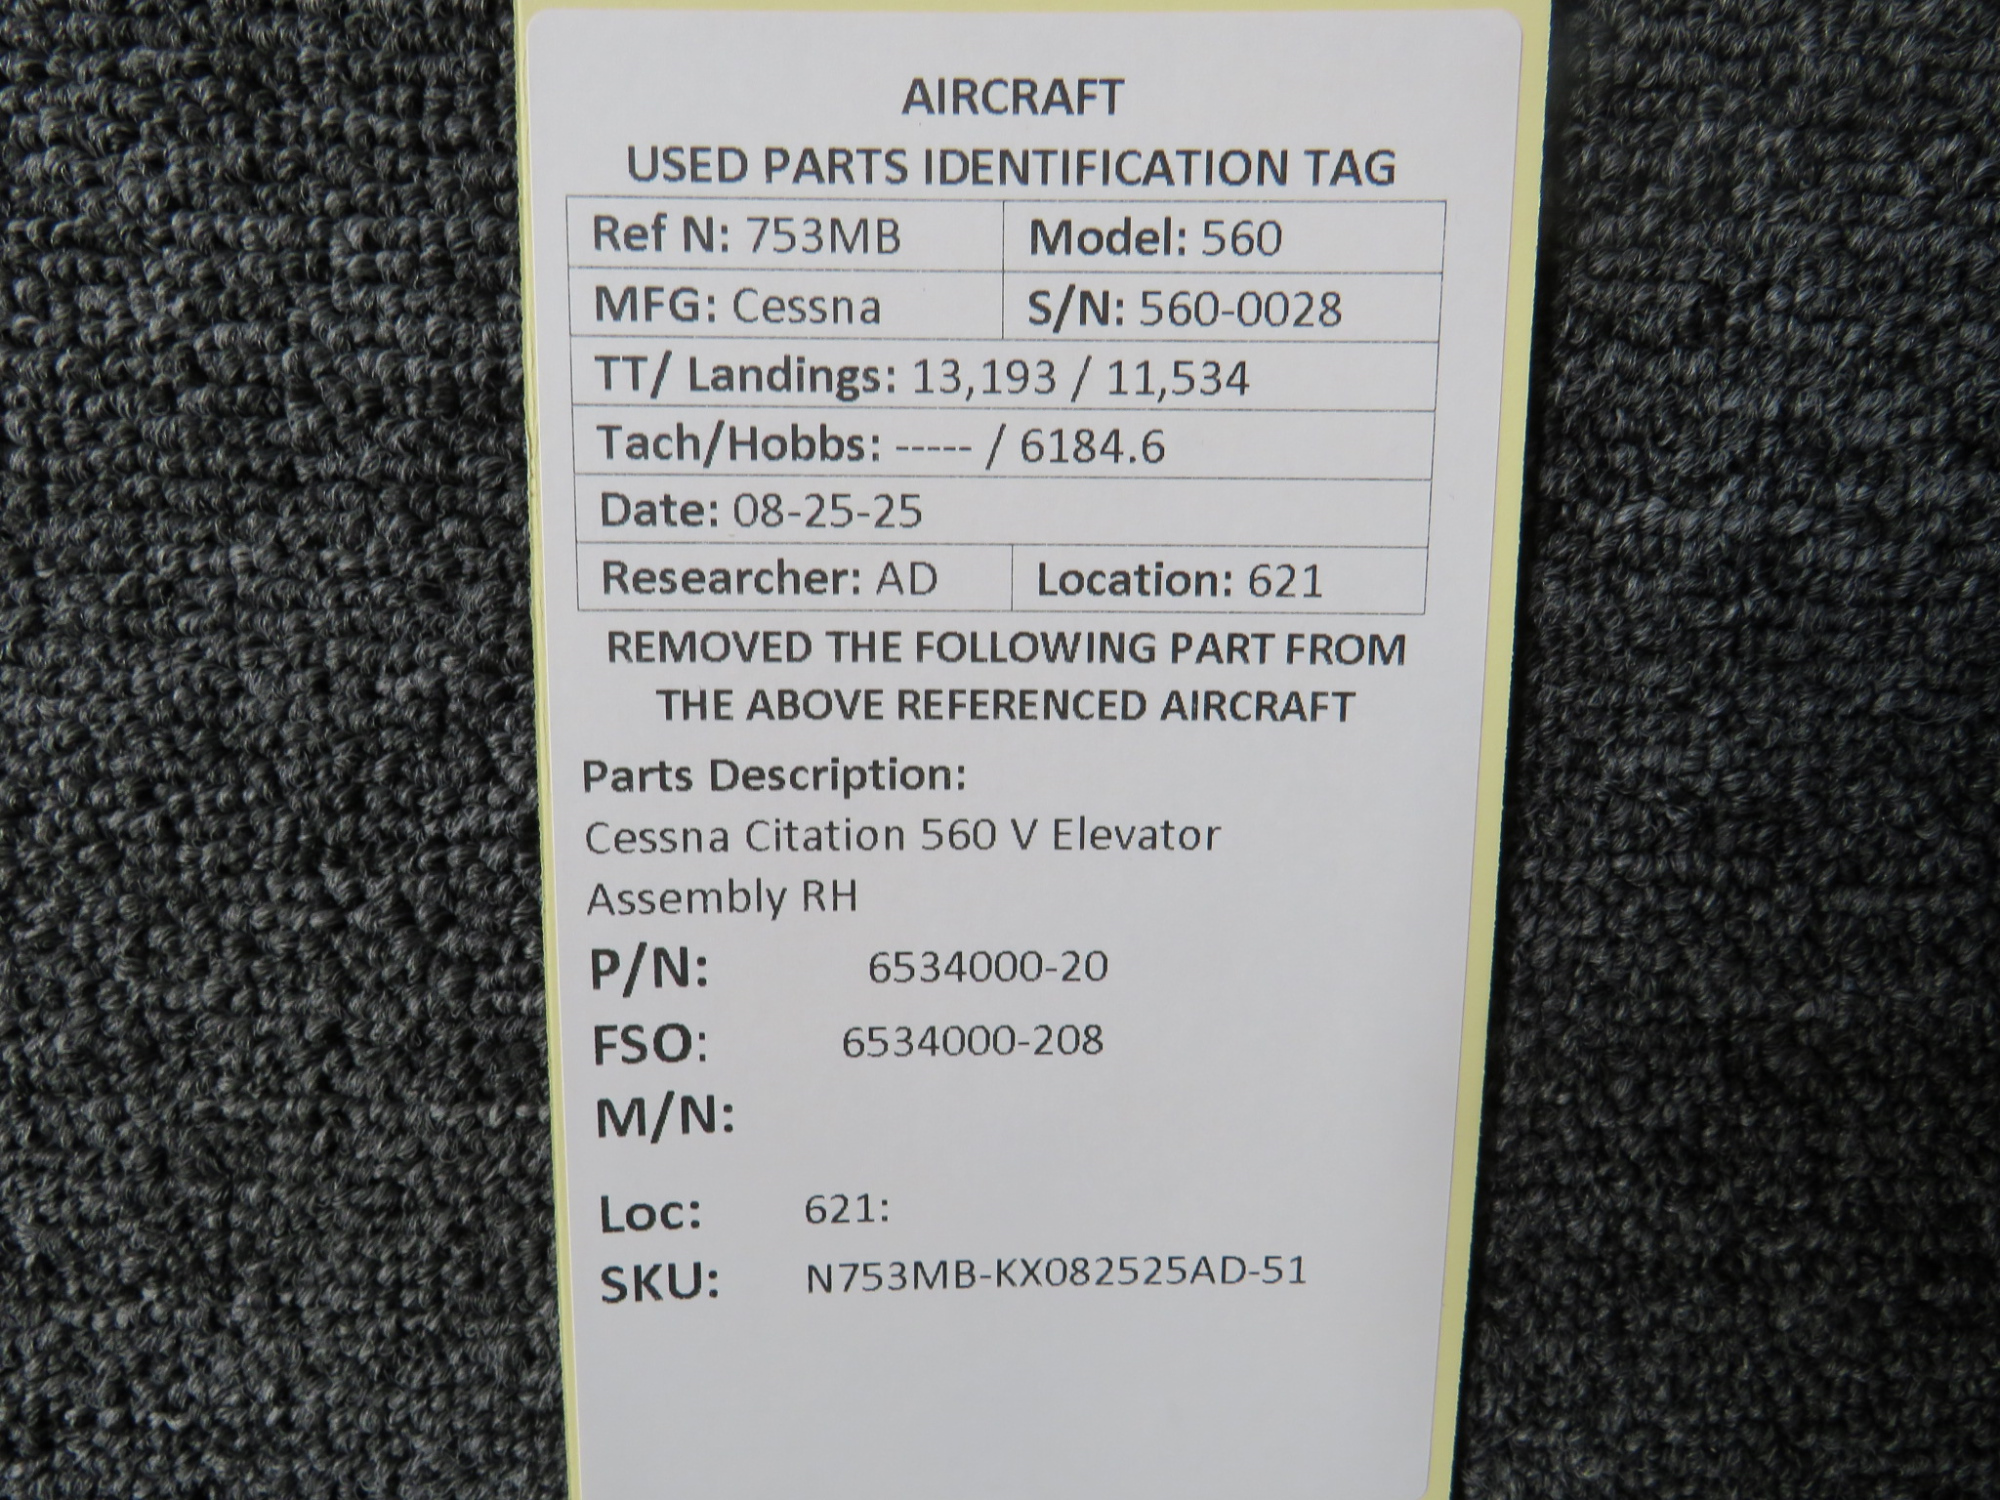 AIRCRAFT
USED PARTS IDENTIFICATION TAG
Ref N: 753MB Model: 560
MFG: Cessna S/N: 560-0028
TT/ Landings: 13,193 / 11,534
Tach/Hobbs: ----- / 6184.6
Date: 08-25-25
Researcher: AD Location: 621
REMOVED THE FOLLOWING PART FROM
THE ABOVE REFERENCED AIRCRAFT
Parts Description:
Cessna Citation 560 V Elevator
Assembly RH
P/N: 6534000-20
FSO: 6534000-208
M/N:
Loc: 621:
SKU: N753MB-KX082525AD-51